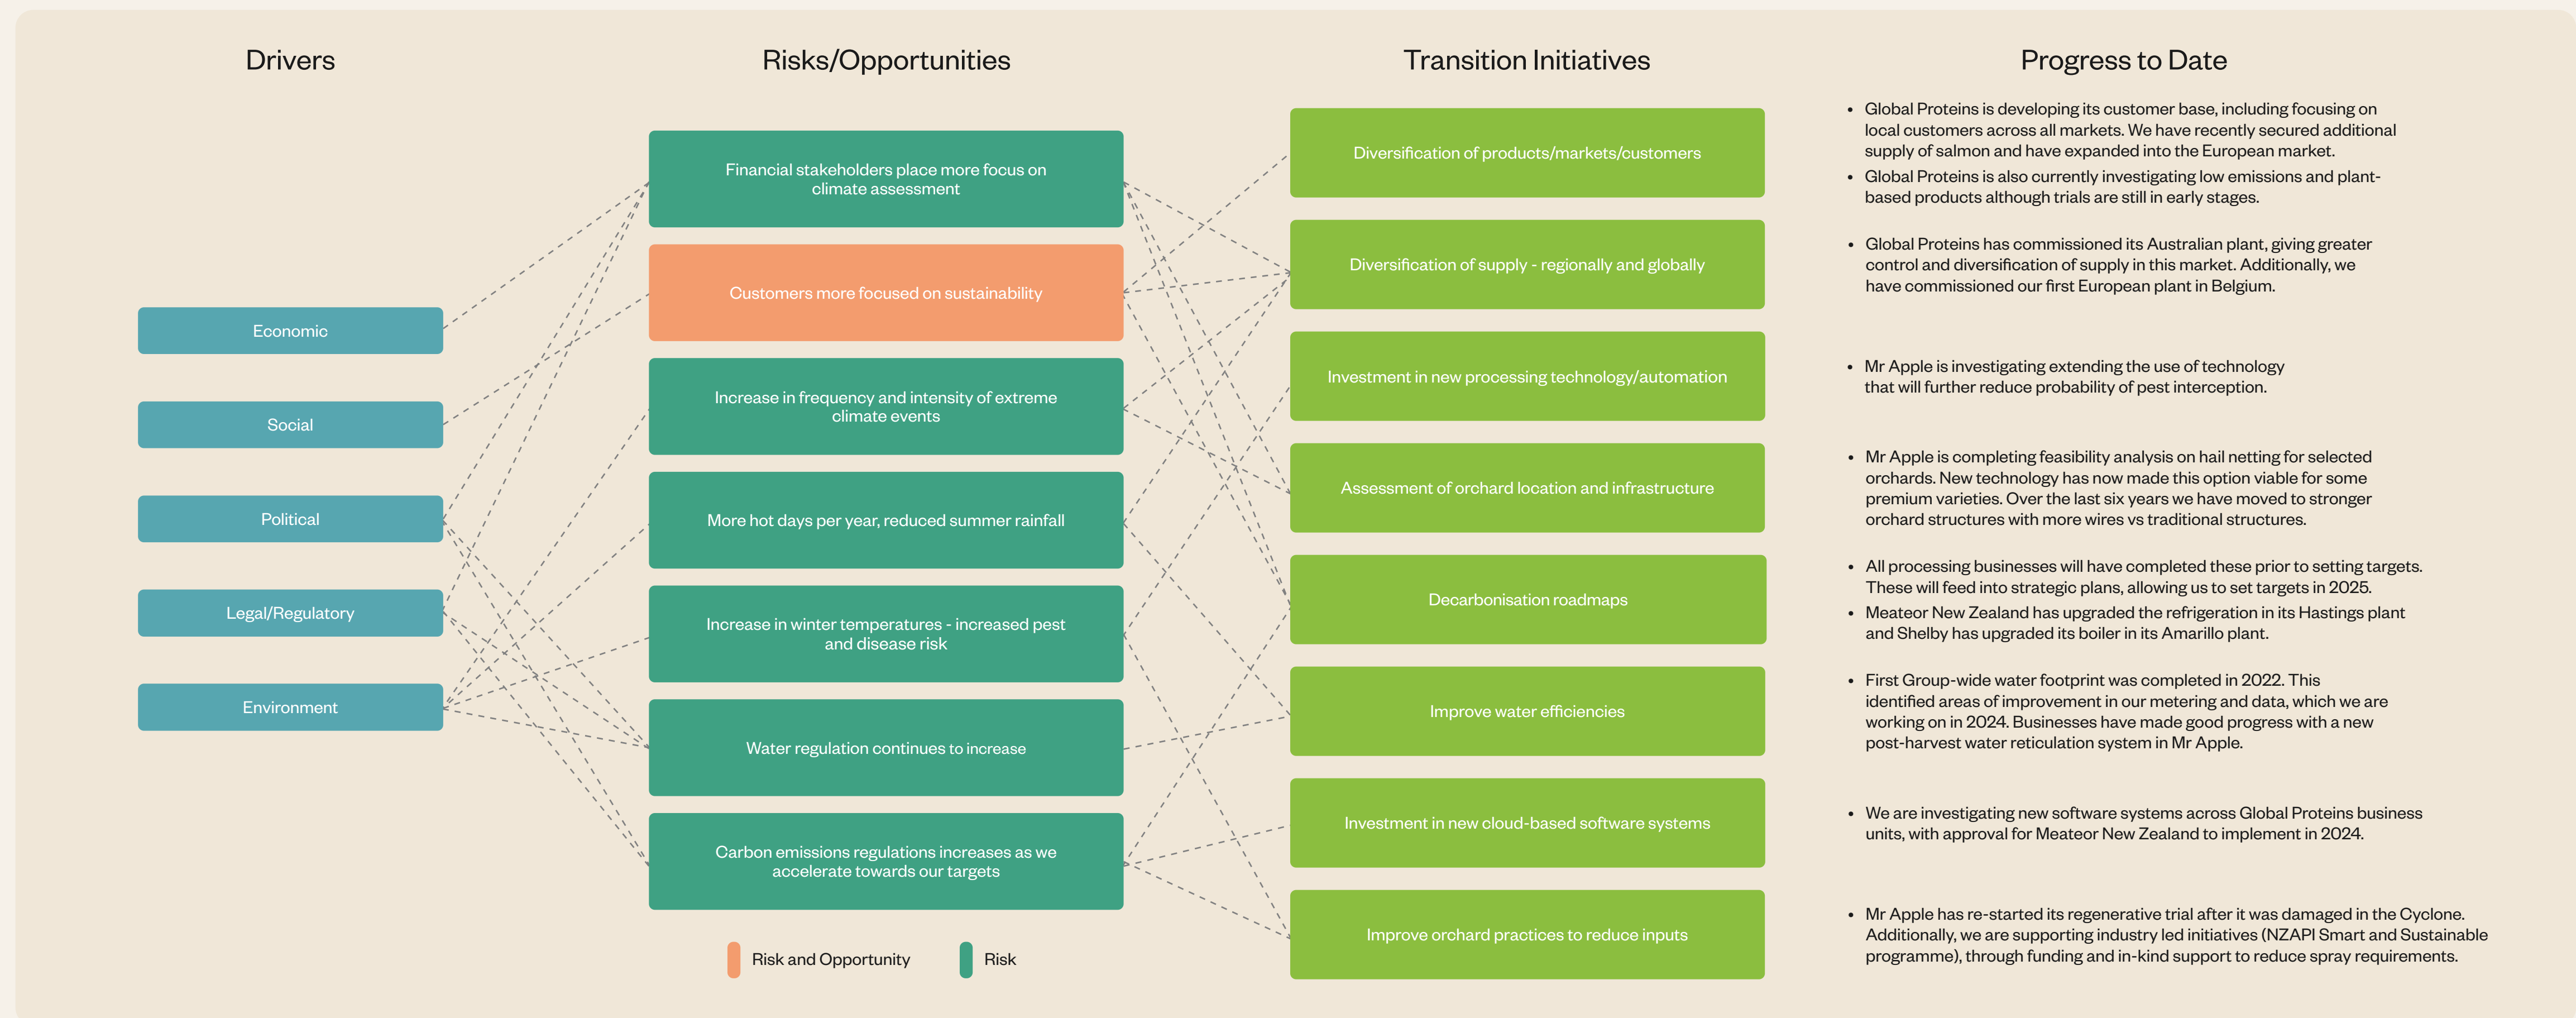 Drivers
Risks/Opportunities
Transition Initiatives
Progress to Date
Economic
Social
Political
Legal/Regulatory
Environment
Financial stakeholders place more focus on
climate assessment
Customers more focused on sustainability
Increase in frequency and intensity of extreme
climate events
More hot days per year, reduced summer rainfall
Increase in winter temperatures - increased pest
and disease risk
Water regulation continues to increase
Carbon emissions regulations increases as we
accelerate towards our targets
Risk and Opportunity
Risk
Diversification of products/markets/customers
Diversification of supply - regionally and globally
Investment in new processing technology/automation
Assessment of orchard location and infrastructure
Decarbonisation roadmaps
Improve water efficiencies
Investment in new cloud-based software systems
Improve orchard practices to reduce inputs
• Global Proteins is developing its customer base, including focusing on
local customers across all markets. We have recently secured additional
supply of salmon and have expanded into the European market.
• Global Proteins is also currently investigating low emissions and plant-
based products although trials are still in early stages.
• Global Proteins has commissioned its Australian plant, giving greater
control and diversification of supply in this market. Additionally, we
have commissioned our first European plant in Belgium.
• Mr Apple is investigating extending the use of technology
that will further reduce probability of pest interception.
• Mr Apple is completing feasibility analysis on hail netting for selected
orchards. New technology has now made this option viable for some
premium varieties. Over the last six years we have moved to stronger
orchard structures with more wires vs traditional structures.
• All processing businesses will have completed these prior to setting targets.
These will feed into strategic plans, allowing us to set targets in 2025.
• Meateor New Zealand has upgraded the refrigeration in its Hastings plant
and Shelby has upgraded its boiler in its Amarillo plant.
• First Group-wide water footprint was completed in 2022. This
identified areas of improvement in our metering and data, which we are
working on in 2024. Businesses have made good progress with a new
post-harvest water reticulation system in Mr Apple.
• We are investigating new software systems across Global Proteins business
units, with approval for Meateor New Zealand to implement in 2024.
• Mr Apple has re-started its regenerative trial after it was damaged in the Cyclone.
Additionally, we are supporting industry led initiatives (NZAPI Smart and Sustainable
programme), through funding and in-kind support to reduce spray requirements.